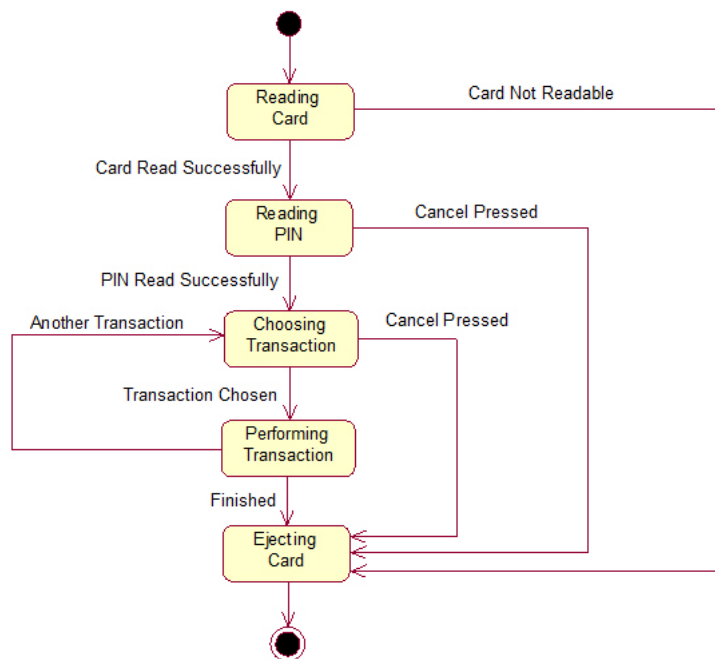 Reading
Card
Card Not Readable
Card Read Successfully
Reading
PIN
Cancel Pressed
PIN Read Successfully
Another Transaction
Choosing
Transaction
Cancel Pressed
Transaction Chosen
Performing
Transaction
Finished
Ejecting
Card